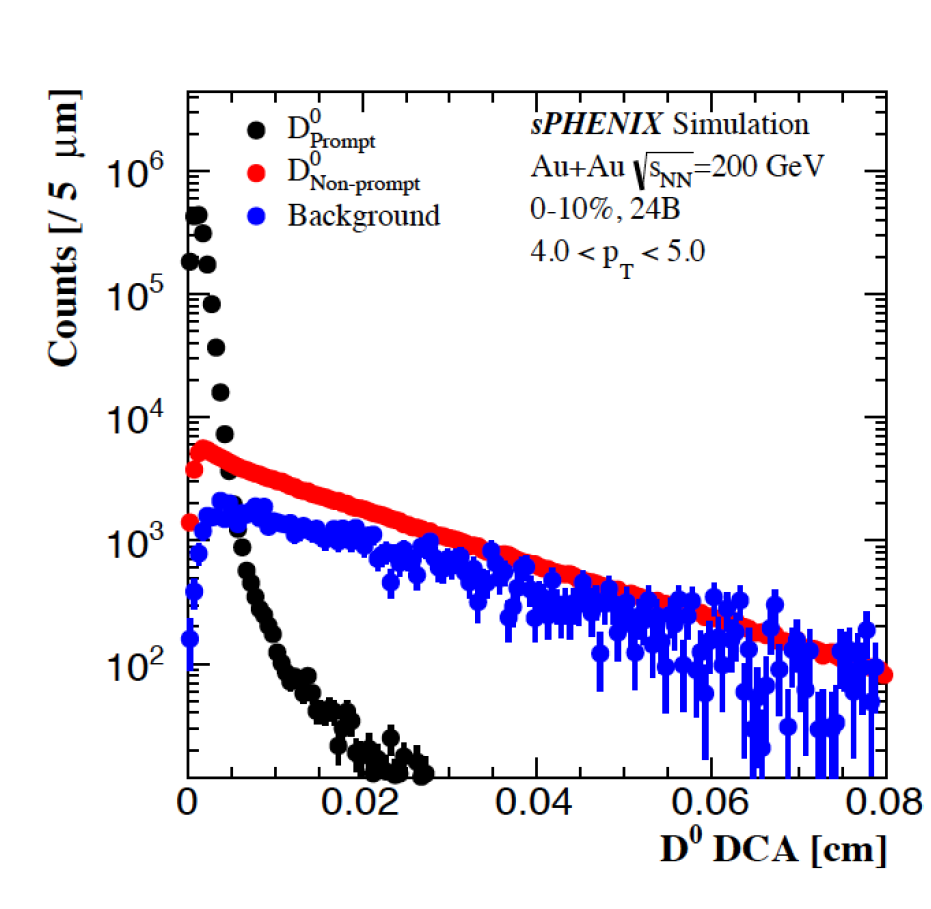 Counts [/ 5 μm]
D⁰Prompt
D⁰Non-prompt
Background
sPHENIX Simulation
Au+Au √sNN=200 GeV
0-10%, 24B
4.0 < pT < 5.0
10⁶
10⁵
10⁴
10³
10²
0 0.02 0.04 0.06 0.08
D⁰ DCA [cm]